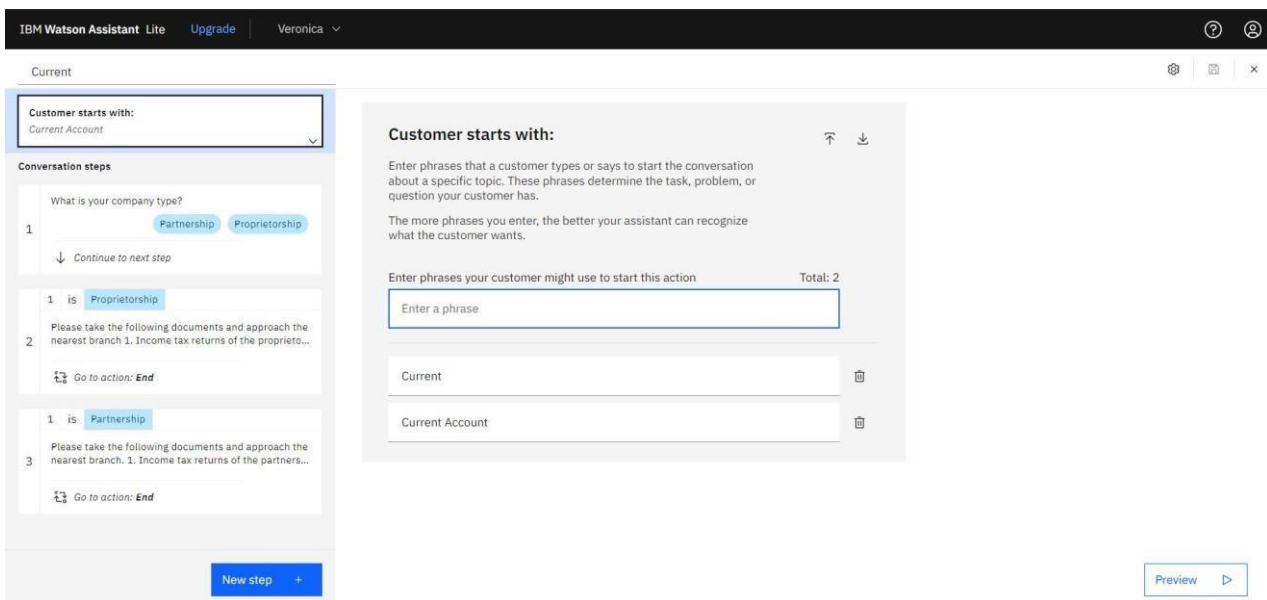 IBM Watson Assistant Lite Upgrade Veronica
Current
Customer starts with:
Current Account
Conversation steps
1
What is your company type?
Partnership Proprietorship
Continue to next step
2
1 is Proprietorship
Please take the following documents and approach the
nearest branch 1. Income tax returns of the proprieto...
Go to action: End
3
1 is Partnership
Please take the following documents and approach the
nearest branch. 1. Income tax returns of the partners...
Go to action: End
New step +
Customer starts with:
Enter phrases that a customer types or says to start the conversation
about a specific topic. These phrases determine the task, problem, or
question your customer has.
The more phrases you enter, the better your assistant can recognize
what the customer wants.
Enter phrases your customer might use to start this action Total: 2
Enter a phrase
Current
Current Account
Preview